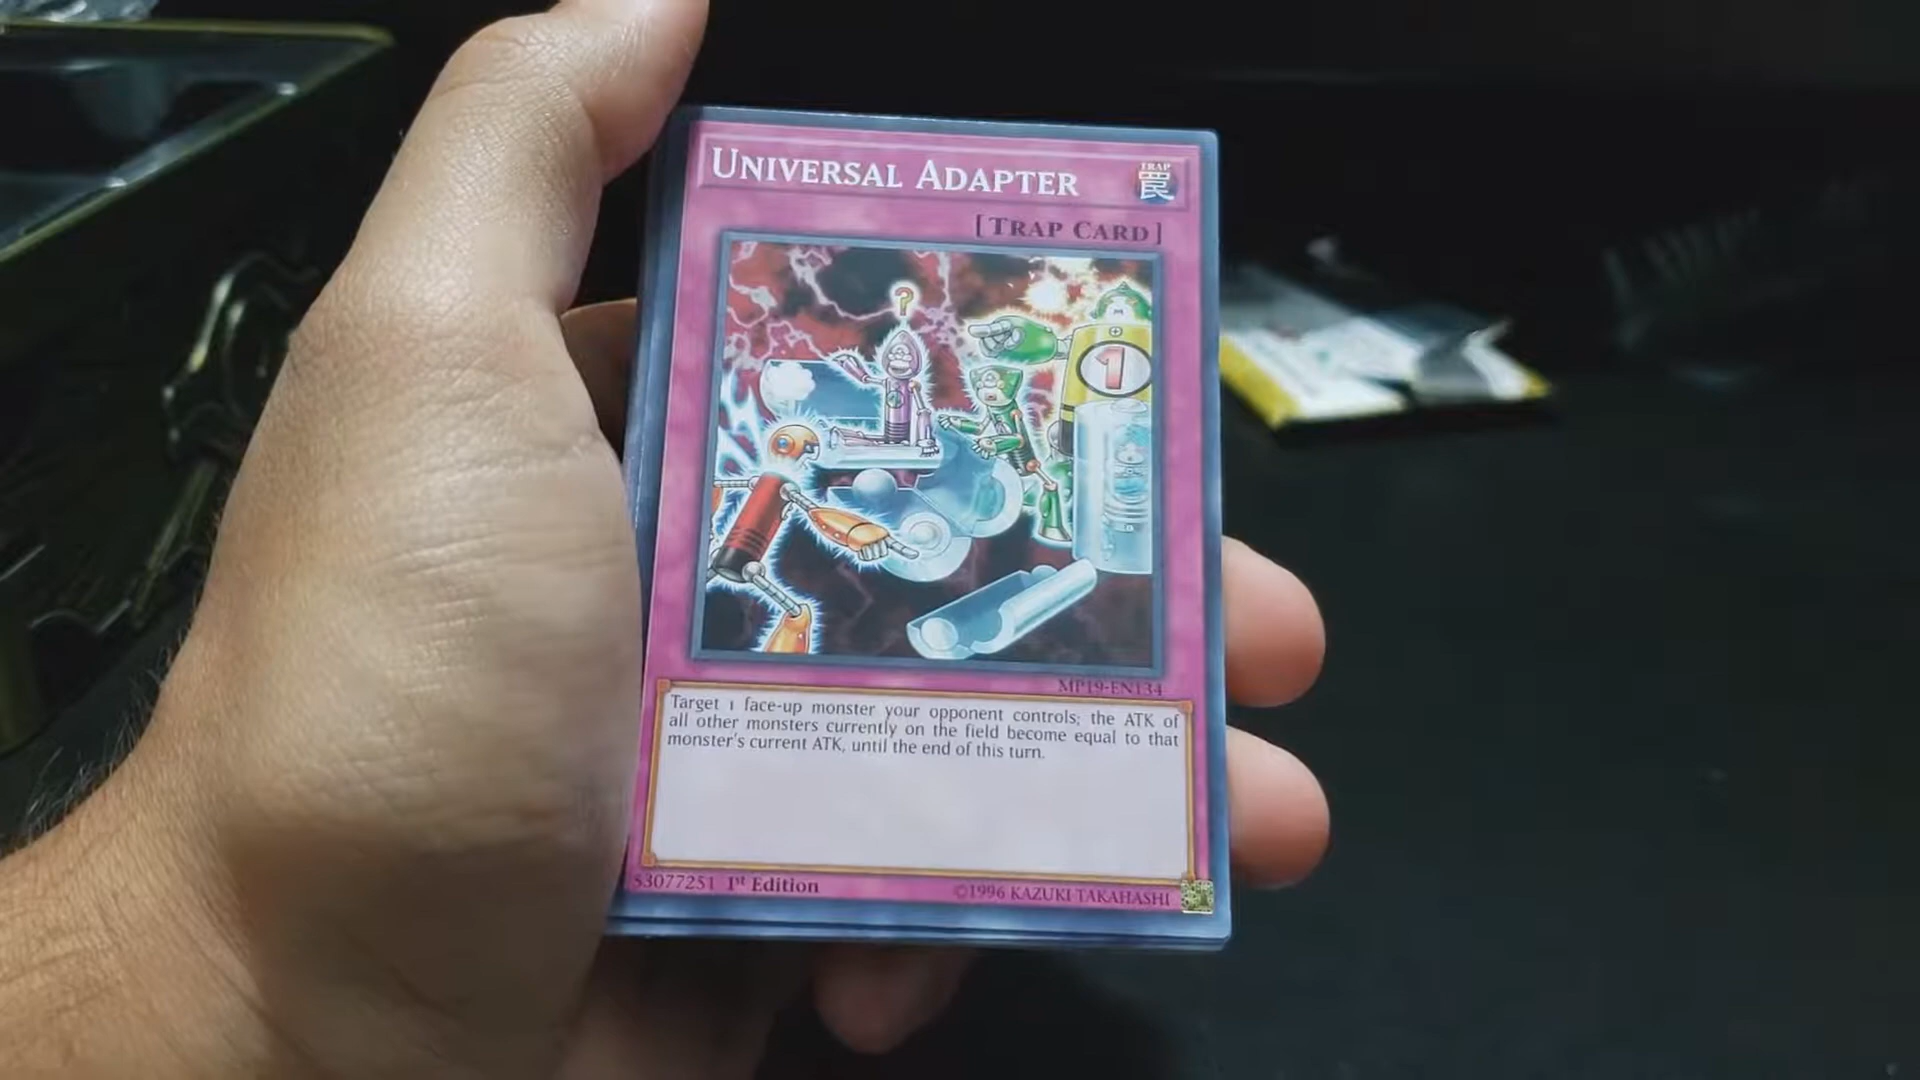 UNIVERSAL ADAPTER
TRAP
罠
[TRAP CARD]
?
1
MP19-EN134
Target 1 face-up monster your opponent controls; the ATK of
all other monsters currently on the field become equal to that
monster's current ATK, until the end of this turn.
53077251 1st Edition
©1996 KAZUKI TAKAHASHI